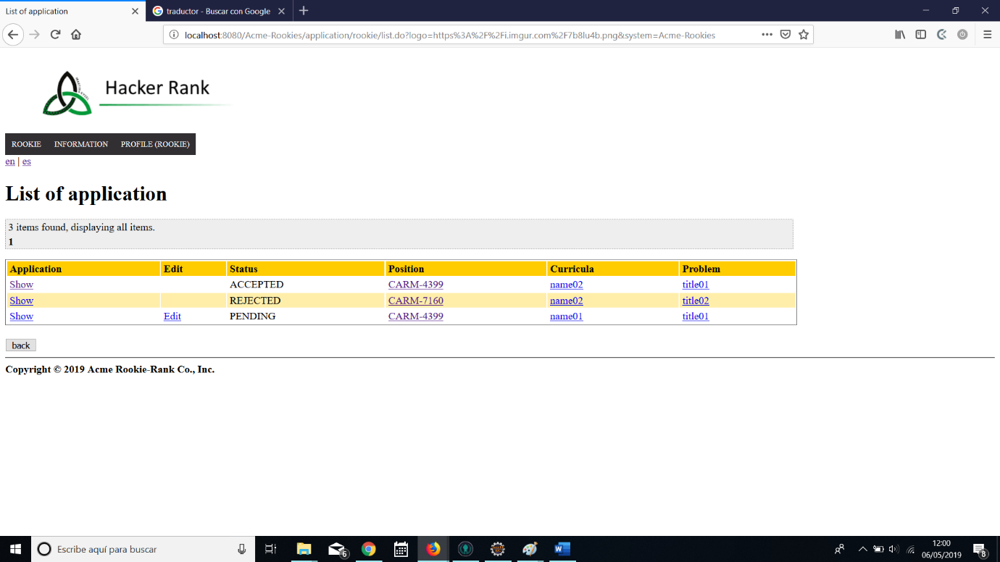 List of application
traductor - Buscar con Google
localhost:8080/Acme-Rookies/application/rookie/list.do?logo=https%3A%2F%2Fi.imgur.com%2F7b8lu4b.png&system=Acme-Rookies
Hacker Rank
ROOKIE INFORMATION PROFILE (ROOKIE)
en | es
List of application
3 items found, displaying all items.
1
Application Edit Status Position Curricula Problem
Show ACCEPTED CARM-4399 name02 title01
Show REJECTED CARM-7160 name02 title02
Show Edit PENDING CARM-4399 name01 title01
back
Copyright © 2019 Acme Rookie-Rank Co., Inc.
Escribe aquí para buscar
6
12:00
06/05/2019
8